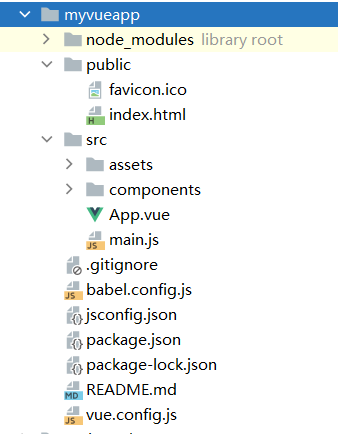 myvueapp
node_modules library root
public
favicon.ico
index.html
src
assets
components
App.vue
main.js
.gitignore
babel.config.js
jsconfig.json
package.json
package-lock.json
README.md
vue.config.js